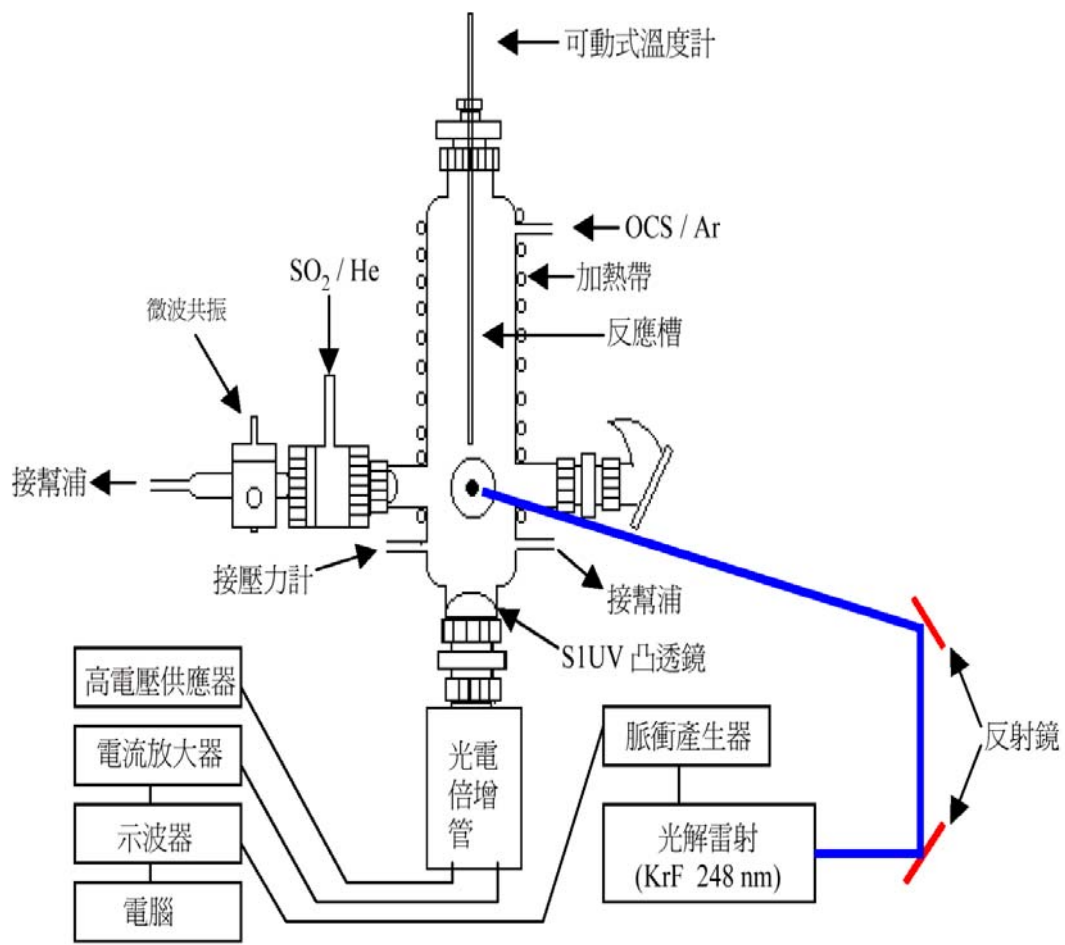 可動式溫度計
OCS / Ar
SO2 / He
加熱帶
微波共振
反應槽
接幫浦
接壓力計
接幫浦
S1UV 凸透鏡
高電壓供應器
電流放大器
示波器
電腦
光電
倍增
管
脈衝產生器
光解雷射
(KrF 248 nm)
反射鏡